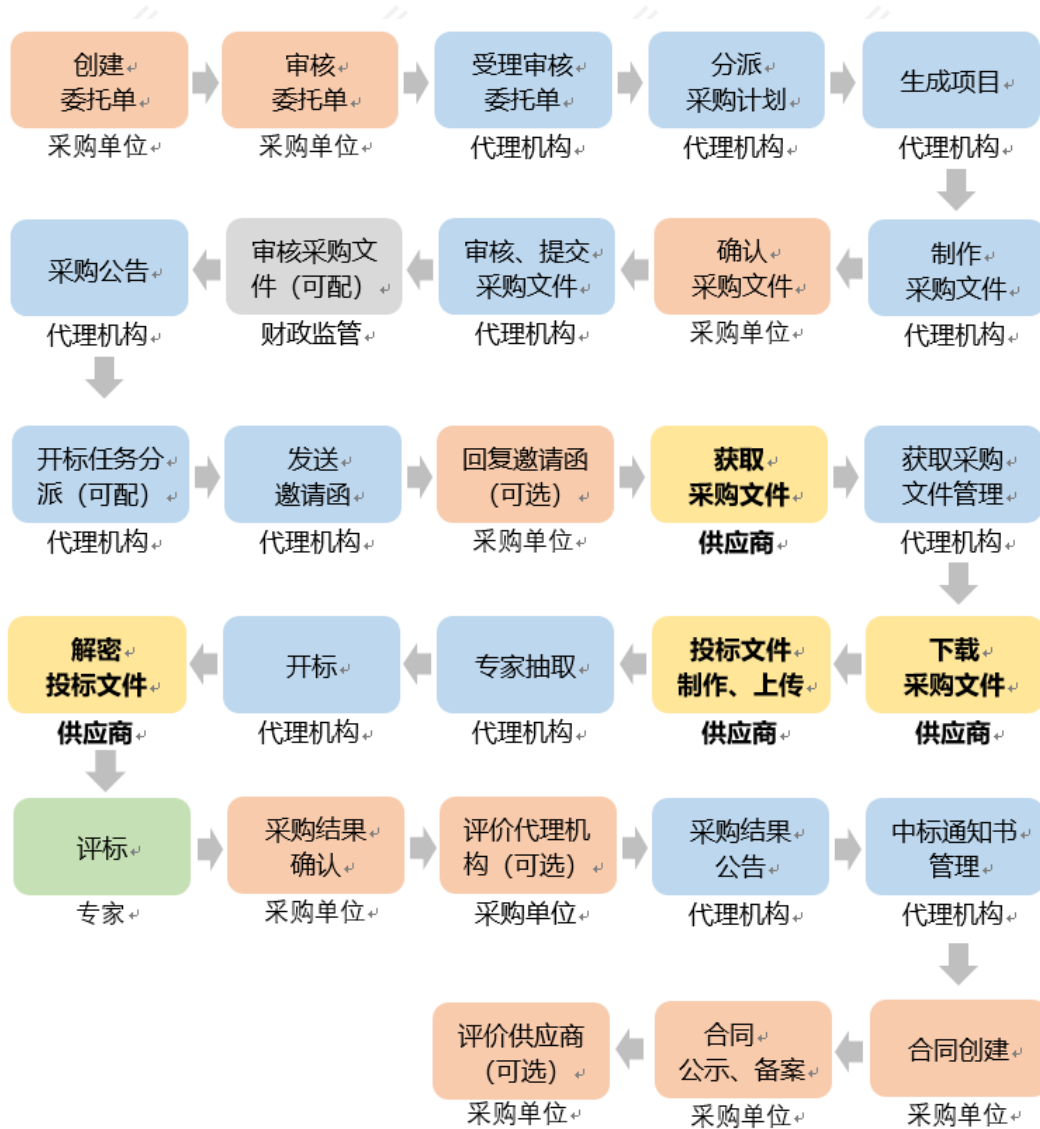 创建
委托单
采购单位
审核
委托单
采购单位
受理审核
委托单
代理机构
分派
采购计划
代理机构
生成项目
代理机构
制作
采购文件
代理机构
确认
采购文件
采购单位
审核、提交
采购文件
代理机构
审核采购文
件（可配）
财政监管
采购公告
代理机构
开标任务分
派（可配）
代理机构
发送
邀请函
代理机构
回复邀请函
（可选）
采购单位
获取
采购文件
供应商
获取采购
文件管理
代理机构
下载
采购文件
供应商
投标文件
制作、上传
供应商
专家抽取
代理机构
开标
代理机构
解密
投标文件
供应商
评标
专家
采购结果
确认
采购单位
评价代理机
构（可选）
采购单位
采购结果
公告
代理机构
中标通知书
管理
代理机构
合同创建
采购单位
合同
公示、备案
采购单位
评价供应商
（可选）
采购单位